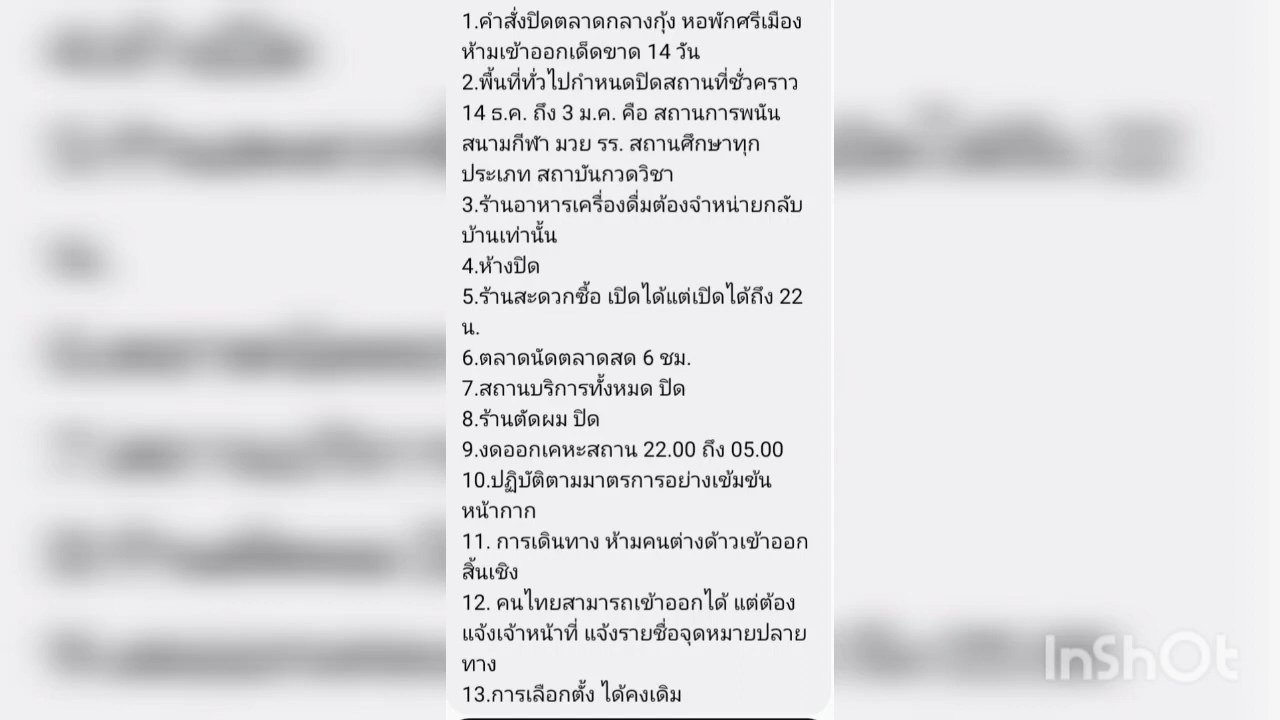 1.คำสั่งปิดตลาดกลางกุ้ง หอพักศรีเมือง
ห้ามเข้าออกเด็ดขาด 14 วัน
2.พื้นที่ทั่วไปกำหนดปิดสถานที่ชั่วคราว
14 ธ.ค. ถึง 3 ม.ค. คือ สถานการพนัน
สนามกีฬา มวย รร. สถานศึกษาทุก
ประเภท สถาบันกวดวิชา
3.ร้านอาหารเครื่องดื่มต้องจำหน่ายกลับ
บ้านเท่านั้น
4.ห้างปิด
5.ร้านสะดวกซื้อ เปิดได้แต่เปิดได้ถึง 22
น.
6.ตลาดนัดตลาดสด 6 ชม.
7.สถานบริการทั้งหมด ปิด
8.ร้านตัดผม ปิด
9.งดออกเคหะสถาน 22.00 ถึง 05.00
10.ปฏิบัติตามมาตรการอย่างเข้มข้น
หน้ากาก
11. การเดินทาง ห้ามคนต่างด้าวเข้าออก
สิ้นเชิง
12. คนไทยสามารถเข้าออกได้ แต่ต้อง
แจ้งเจ้าหน้าที่ แจ้งรายชื่อจุดหมายปลาย
ทาง
13.การเลือกตั้ง ได้คงเดิม
InShOt